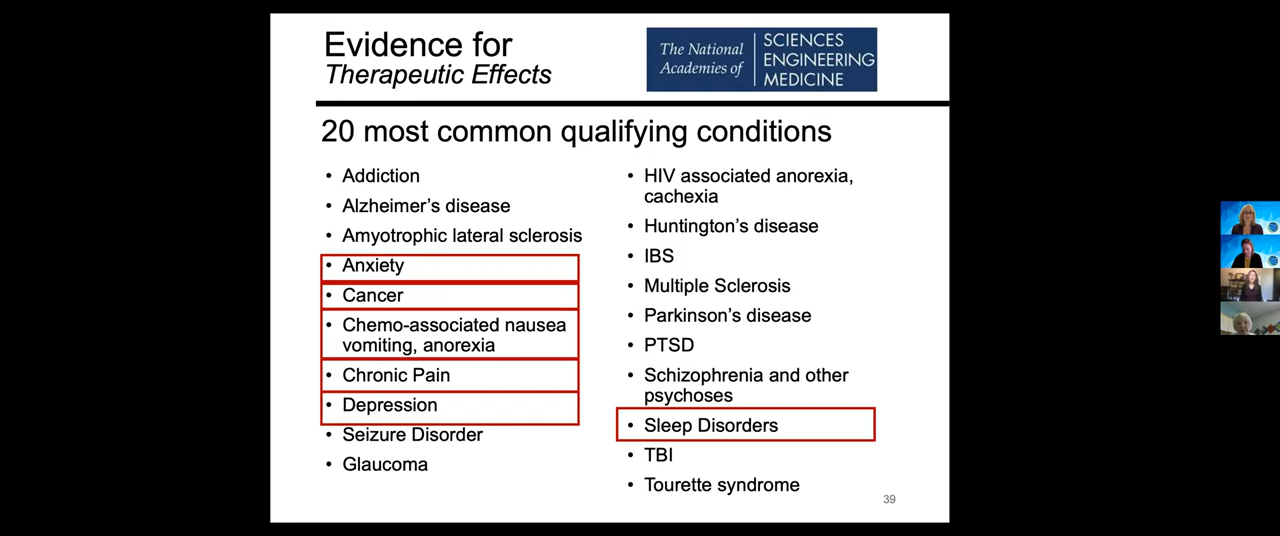 Evidence for
Therapeutic Effects
The National
Academies of
SCIENCES
ENGINEERING
MEDICINE
20 most common qualifying conditions
• Addiction
• Alzheimer's disease
• Amyotrophic lateral sclerosis
• Anxiety
• Cancer
• Chemo-associated nausea
vomiting, anorexia
• Chronic Pain
• Depression
• Seizure Disorder
• Glaucoma
• HIV associated anorexia,
cachexia
• Huntington's disease
• IBS
• Multiple Sclerosis
• Parkinson's disease
• PTSD
• Schizophrenia and other
psychoses
• Sleep Disorders
• TBI
• Tourette syndrome
39